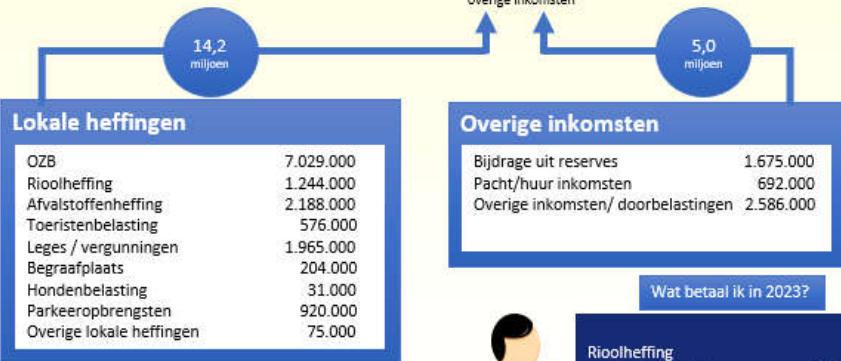 overige inkomsten
14,2
miljoen
5,0
miljoen
Lokale heffingen
OZB 7.029.000
Rioolheffing 1.244.000
Afvalstoffenheffing 2.188.000
Toeristenbelasting 576.000
Leges / vergunningen 1.965.000
Begraafplaats 204.000
Hondenbelasting 31.000
Parkeeropbrengsten 920.000
Overige lokale heffingen 75.000
Overige inkomsten
Bijdrage uit reserves 1.675.000
Pacht/huur inkomsten 692.000
Overige inkomsten/ doorbelastingen 2.586.000
Wat betaal ik in 2023?
Rioolheffing